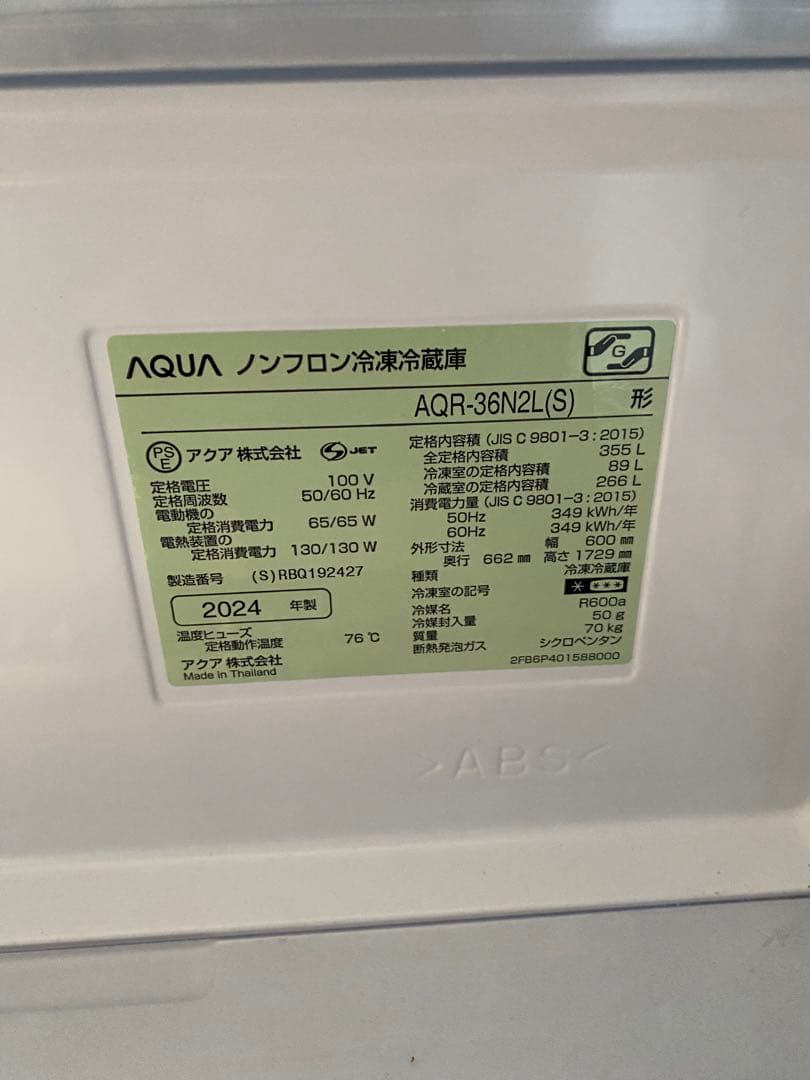 AQUA ノンフロン冷凍冷蔵庫
G
AQR-36N2L(S) 形
PSE アクア 株式会社 S JET
定格電圧 100 V
定格周波数 50/60 Hz
電動機の
定格消費電力 65/65 W
電熱装置の
定格消費電力 130/130 W
製造番号 (S)RBQ192427
2024 年製
温度ヒューズ
定格動作温度 76 ℃
アクア 株式会社
Made in Thailand
定格内容積 (JIS C 9801-3 : 2015)
全定格内容積 355 L
冷凍室の定格内容積 89 L
冷蔵室の定格内容積 266 L
消費電力量 (JIS C 9801-3 : 2015)
50Hz 349 kWh/年
60Hz 349 kWh/年
外形寸法 幅 600 mm
奥行 662 mm 高さ 1729 mm
種類 冷凍冷蔵庫
冷凍室の記号 * ***
冷媒名 R600a
冷媒封入量 50 g
質量 70 kg
断熱発泡ガス シクロペンタン
2FB6P401588000
>ABS<